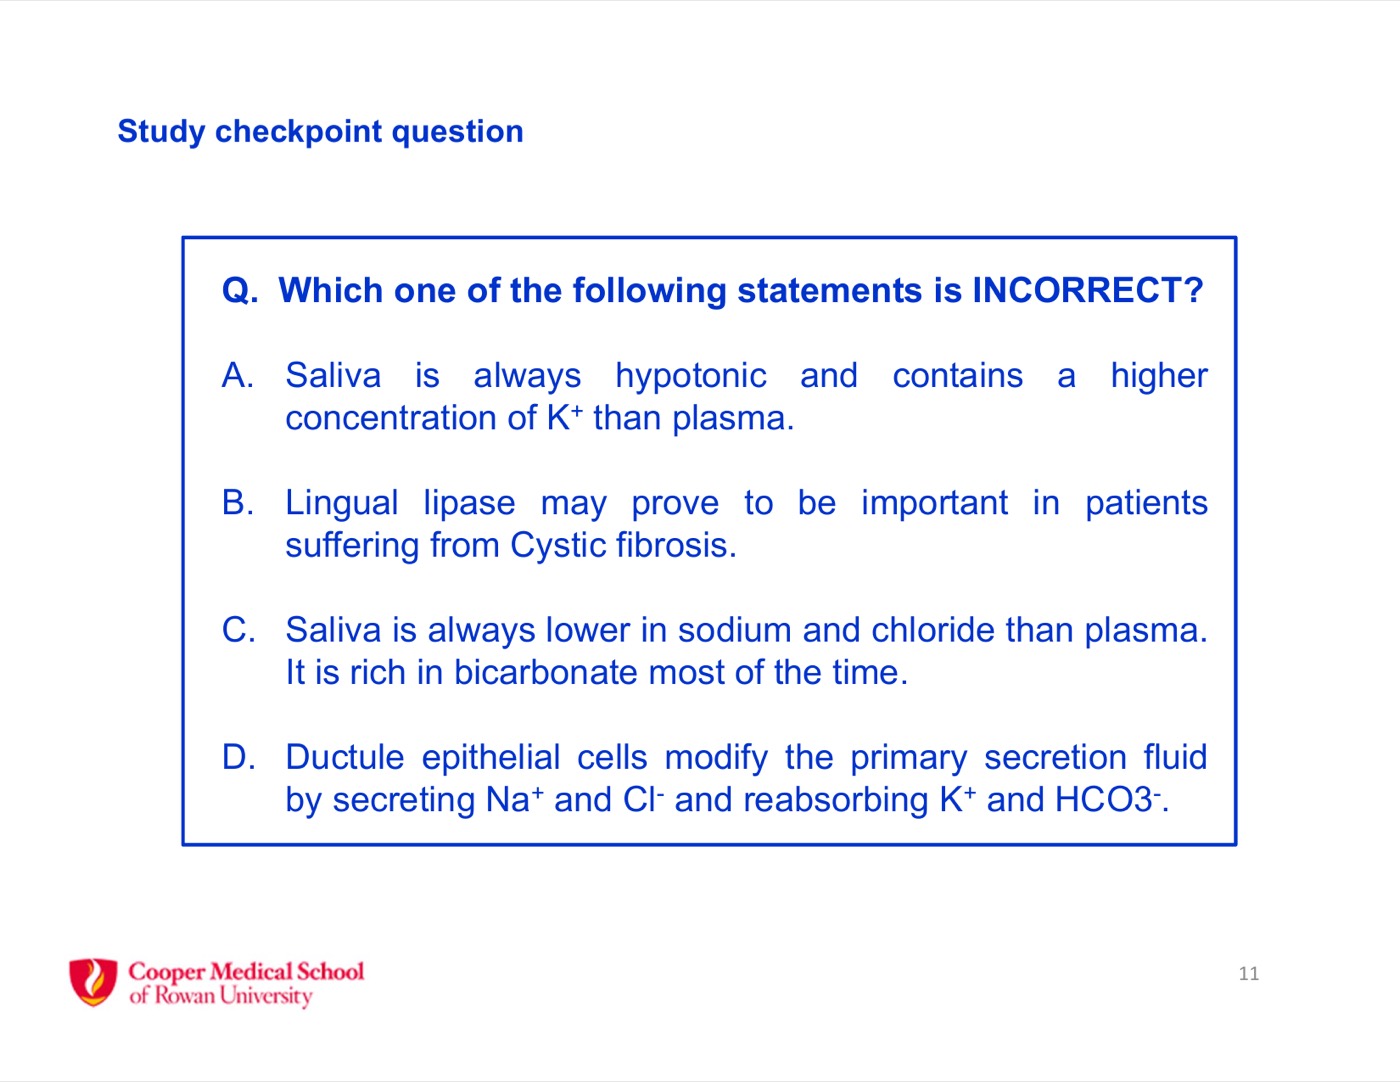 Study checkpoint question
Q. Which one of the following statements is INCORRECT?
A. Saliva is always hypotonic and contains a higher
concentration of K⁺ than plasma.
B. Lingual lipase may prove to be important in patients
suffering from Cystic fibrosis.
C. Saliva is always lower in sodium and chloride than plasma.
It is rich in bicarbonate most of the time.
D. Ductule epithelial cells modify the primary secretion fluid
by secreting Na⁺ and Cl⁻ and reabsorbing K⁺ and HCO3⁻.
Cooper Medical School
of Rowan University
11